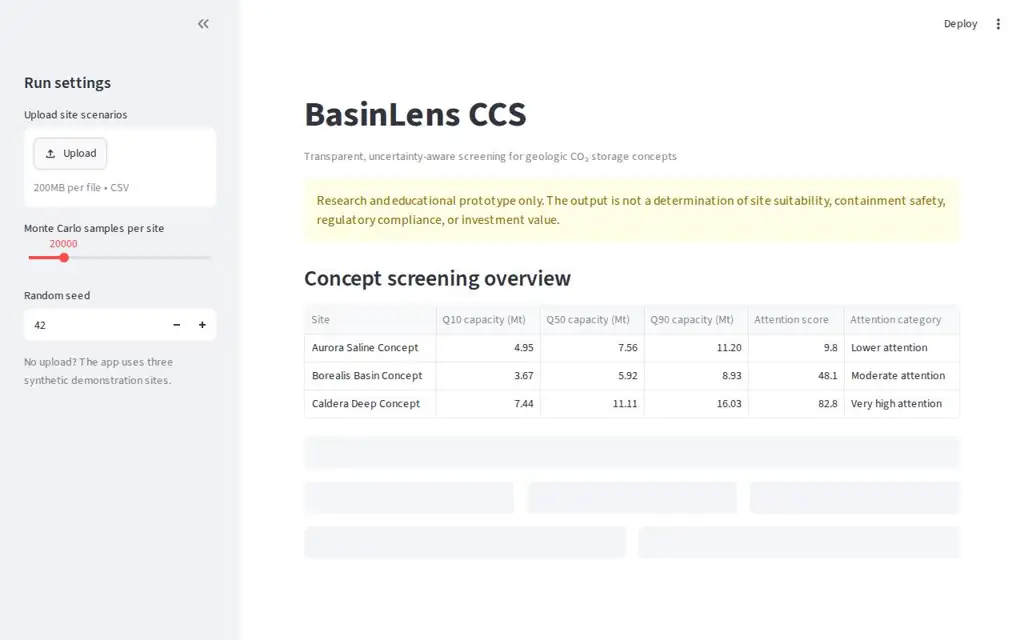 Deploy
Run settings
Upload site scenarios
Upload
200MB per file • CSV
Monte Carlo samples per site
20000
Random seed
42
No upload? The app uses three
synthetic demonstration sites.
BasinLens CCS
Transparent, uncertainty-aware screening for geologic CO₂ storage concepts
Research and educational prototype only. The output is not a determination of site suitability, containment safety,
regulatory compliance, or investment value.
Concept screening overview
Site Q10 capacity (Mt) Q50 capacity (Mt) Q90 capacity (Mt) Attention score Attention category
Aurora Saline Concept 4.95 7.56 11.20 9.8 Lower attention
Borealis Basin Concept 3.67 5.92 8.93 48.1 Moderate attention
Caldera Deep Concept 7.44 11.11 16.03 82.8 Very high attention